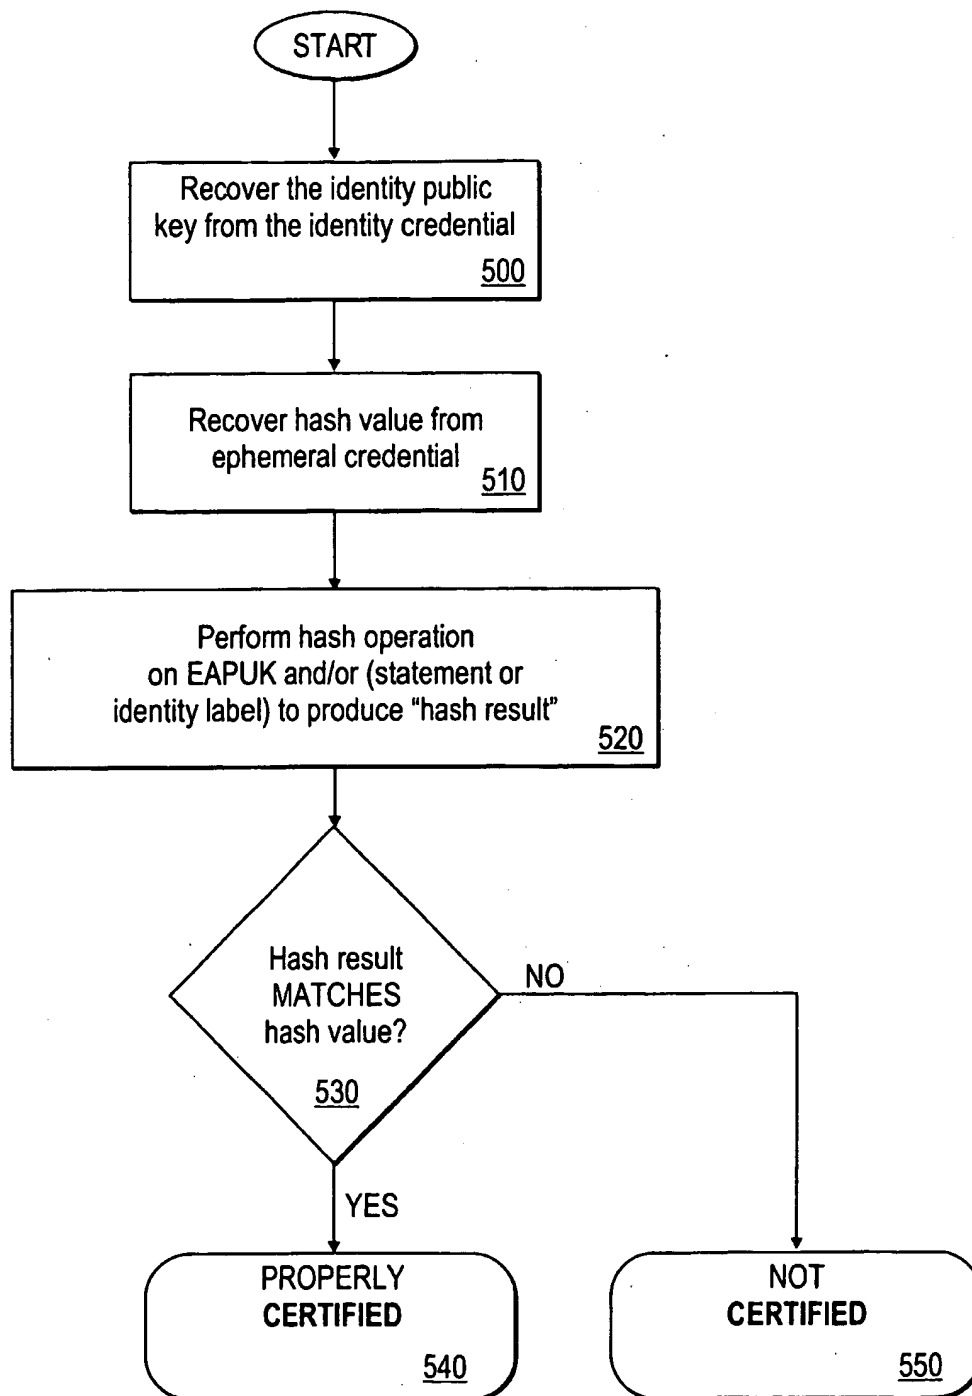 START
Recover the identity public
key from the identity credential
500
Recover hash value from
ephemeral credential
510
Perform hash operation
on EAPUK and/or (statement or
identity label) to produce “hash result”
520
Hash result
MATCHES
hash value?
530
NO
YES
PROPERLY
CERTIFIED
540
NOT
CERTIFIED
550